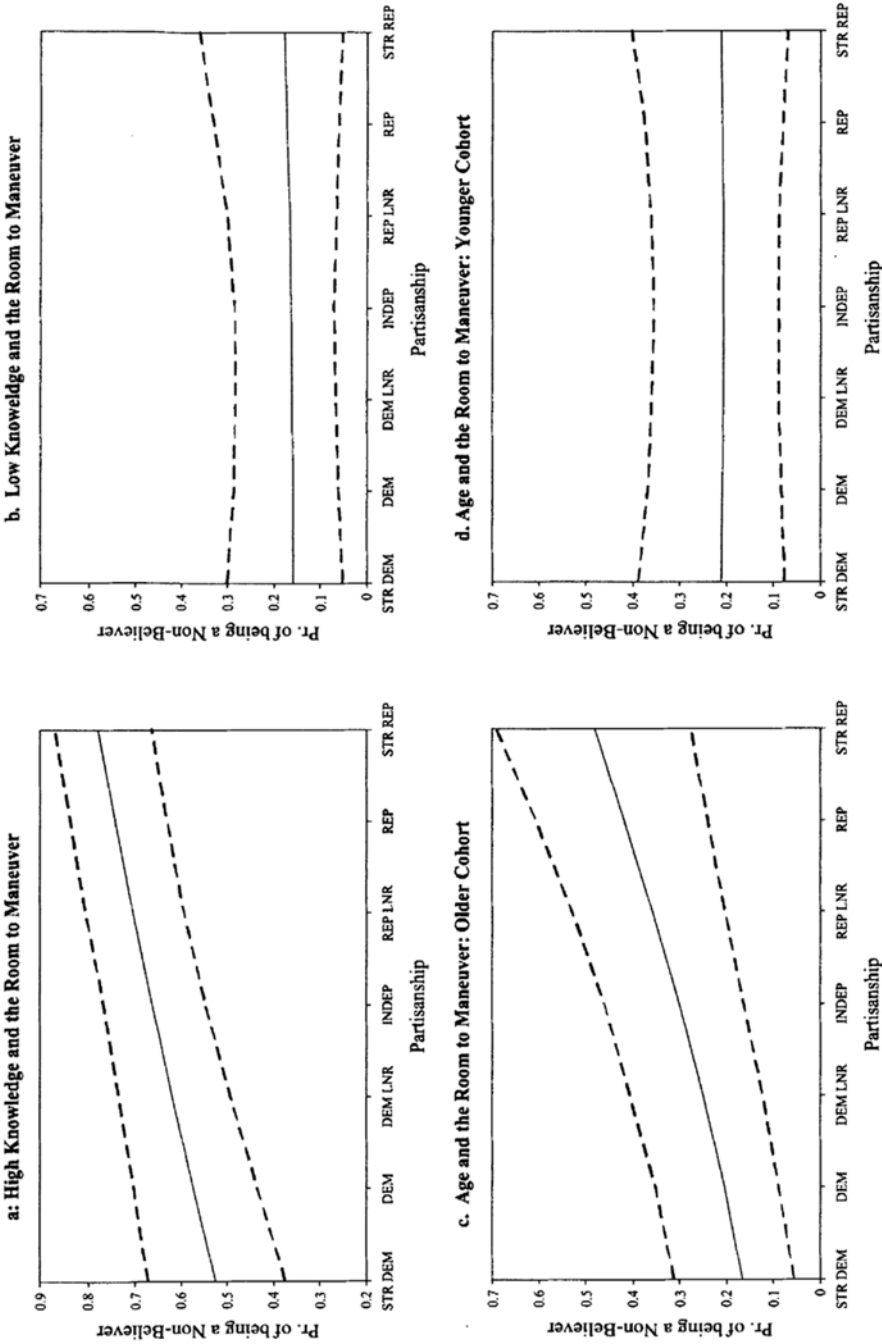 a: High Knowledge and the Room to Maneuver
Pr. of being a Non-Believer
0.9
0.8
0.7
0.6
0.5
0.4
0.3
0.2
STR DEM DEM DEM LNR INDEP REP LNR REP STR REP
Partisanship
b. Low Knoweldge and the Room to Maneuver
Pr. of being a Non-Believer
0.7
0.6
0.5
0.4
0.3
0.2
0.1
0
STR DEM DEM DEM LNR INDEP REP LNR REP STR REP
Partisanship
c. Age and the Room to Maneuver: Older Cohort
Pr. of being a Non-Believer
0.7
0.6
0.5
0.4
0.3
0.2
0.1
0
STR DEM DEM DEM LNR INDEP REP LNR REP STR REP
Partisanship
d. Age and the Room to Maneuver: Younger Cohort
Pr. of being a Non-Believer
0.7
0.6
0.5
0.4
0.3
0.2
0.1
0
STR DEM DEM DEM LNR INDEP REP LNR REP STR REP
Partisanship